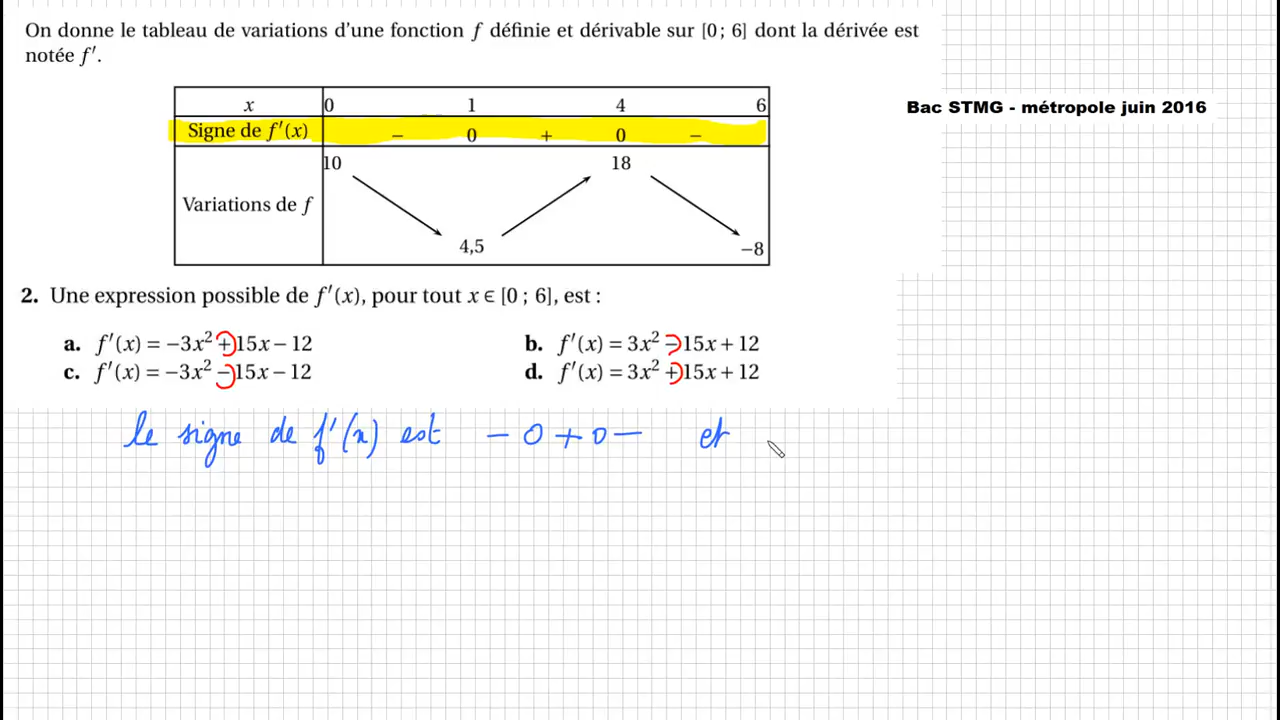 On donne le tableau de variations d'une fonction f définie et dérivable sur [0 ; 6] dont la dérivée est
notée f′.
Bac STMG - métropole juin 2016
x 0 1 4 6
Signe de f′(x) − 0 + 0 −
10 18
Variations de f
4,5 −8
2. Une expression possible de f′(x), pour tout x ∈ [0 ; 6], est :
a. f′(x) = −3x² + 15x − 12 b. f′(x) = 3x² − 15x + 12
c. f′(x) = −3x² − 15x − 12 d. f′(x) = 3x² + 15x + 12
le signe de f'(x) est − 0 + 0 − et